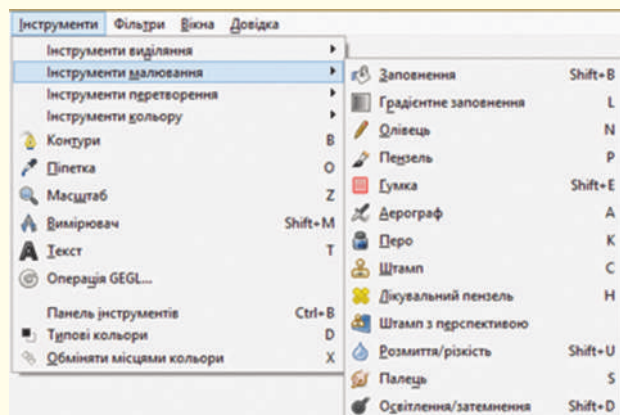 Інструменти Фільтри Вікна Довідка
Інструменти виділяння
Інструменти малювання
Інструменти перетворення
Інструменти кольору
Контури B
Піпетка O
Масштаб Z
Вимірювач Shift+M
Текст T
Операція GEGL...
Панель інструментів Ctrl+B
Типові кольори D
Обміняти місцями кольори X
Заповнення Shift+B
Градієнтне заповнення L
Олівець N
Пензель P
Гумка Shift+E
Аерограф A
Перо K
Штамп C
Лікувальний пензель H
Штамп з перспективою
Розмиття/різкість Shift+U
Палець S
Освітлення/затемнення Shift+D